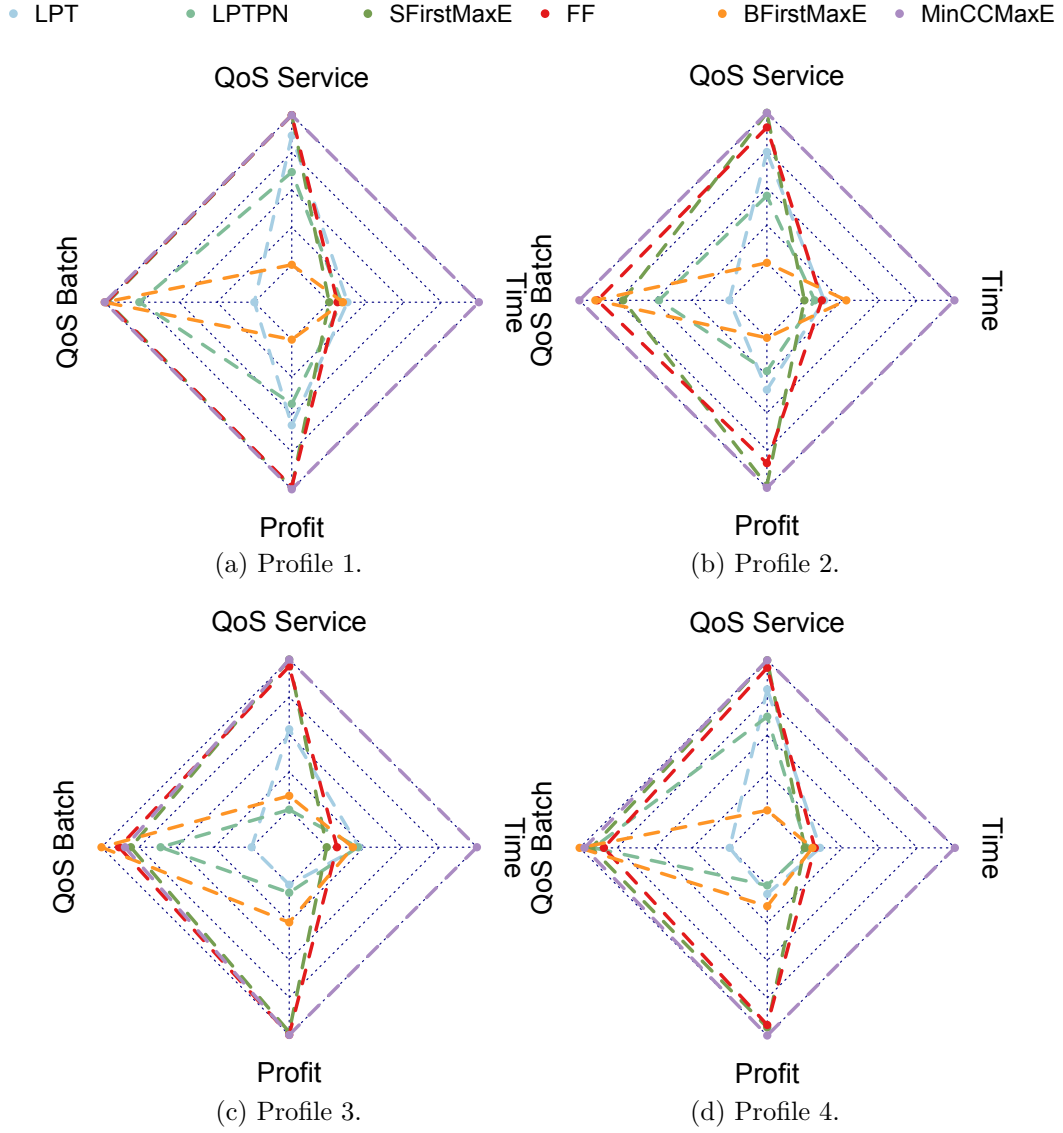 LPT LPTPN SFirstMaxE FF BFirstMaxE MinCCMaxE
QoS Service
QoS Batch
Time
Profit
(a) Profile 1.
QoS Service
QoS Batch
Time
Profit
(b) Profile 2.
QoS Service
QoS Batch
Time
Profit
(c) Profile 3.
QoS Service
QoS Batch
Time
Profit
(d) Profile 4.